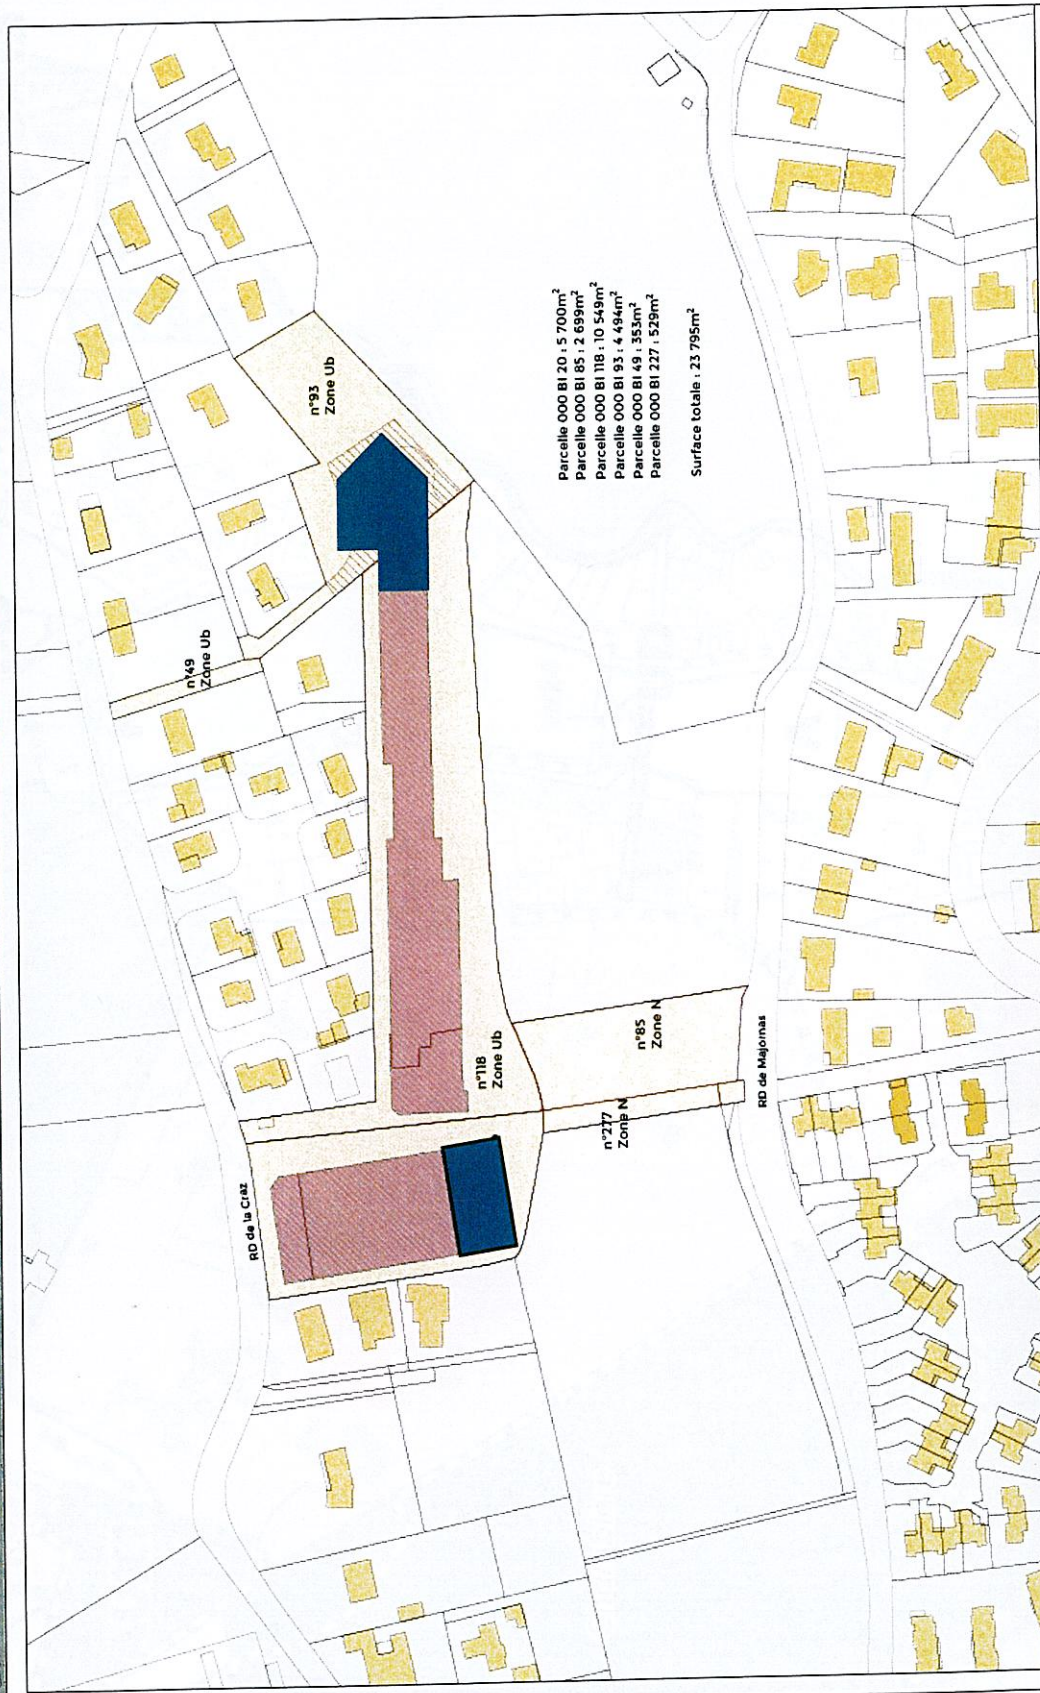 n°93
Zone Ub
n°49
Zone Ub
Parcelle 000 BI 20 : 5 700m²
Parcelle 000 BI 85 : 2 699m²
Parcelle 000 BI 118 : 10 549m²
Parcelle 000 BI 93 : 4 494m²
Parcelle 000 BI 49 : 353m²
Parcelle 000 BI 227 : 529m²
Surface totale : 23 795m²
n°118
Zone Ub
n°85
Zone N
n°277
Zone N
RD de la Craz
RD de Majornas